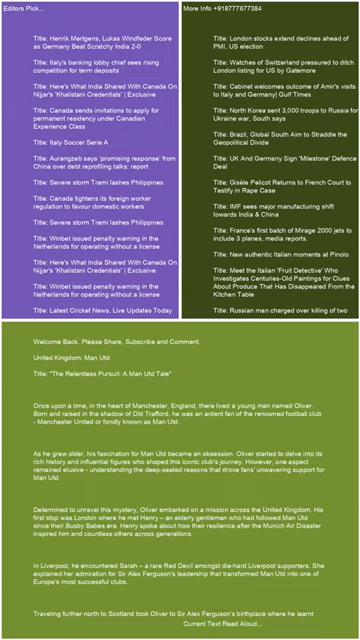 Editors Pick...
Title: Henrik Mertgens, Lukas Windfeder Score
as Germany Beat Scratchy India 2-0
Title: Italy's banking lobby chief sees rising
competition for term deposits
Title: Here's What India Shared With Canada On
Nijjar's 'Khalistani Credentials' | Exclusive
Title: Canada sends invitations to apply for
permanent residency under Canadian
Experience Class
Title: Italy Soccer Serie A
Title: Aurangzeb says 'promising response' from
China over debt reprofiling talks: report
Title: Severe storm Trami lashes Philippines
Title: Canada tightens its foreign worker
regulation to favour domestic workers
Title: Severe storm Trami lashes Philippines
Title: Winbet issued penalty warning in the
Netherlands for operating without a license
Title: Here's What India Shared With Canada On
Nijjar's 'Khalistani Credentials' | Exclusive
Title: Winbet issued penalty warning in the
Netherlands for operating without a license
Title: Latest Cricket News, Live Updates Today
More Info +918777677384
Title: London stocks extend declines ahead of
PMI, US election
Title: Watches of Switzerland pressured to ditch
London listing for US by Gatemore
Title: Cabinet welcomes outcome of Amir's visits
to Italy and Germany| Gulf Times
Title: North Korea sent 3,000 troops to Russia for
Ukraine war, South says
Title: Brazil, Global South Aim to Straddle the
Geopolitical Divide
Title: UK And Germany Sign 'Milestone' Defence
Deal
Title: Gisèle Pelicot Returns to French Court to
Testify in Rape Case
Title: IMF sees major manufacturing shift
towards India & China
Title: France's first batch of Mirage 2000 jets to
include 3 planes, media reports.
Title: New authentic Italian moments at Pinolo
Title: Meet the Italian 'Fruit Detective' Who
Investigates Centuries-Old Paintings for Clues
About Produce That Has Disappeared From the
Kitchen Table
Title: Russian man charged over killing of two
Welcome Back. Please Share, Subscribe and Comment.
United Kingdom: Man Utd
Title: "The Relentless Pursuit: A Man Utd Tale"
Once upon a time, in the heart of Manchester, England, there lived a young man named Oliver.
Born and raised in the shadow of Old Trafford, he was an ardent fan of the renowned football club
- Manchester United or fondly known as Man Utd.
As he grew older, his fascination for Man Utd became an obsession. Oliver started to delve into its
rich history and influential figures who shaped this iconic club's journey. However, one aspect
remained elusive - understanding the deep-seated reasons that drove fans' unwavering support for
Man Utd.
Determined to unravel this mystery, Oliver embarked on a mission across the United Kingdom. His
first stop was London where he met Henry – an elderly gentleman who had followed Man Utd
since their Busby Babes era. Henry spoke about how their resilience after the Munich Air Disaster
inspired him and countless others across generations.
In Liverpool, he encountered Sarah – a rare Red Devil amongst die-hard Liverpool supporters. She
explained her admiration for Sir Alex Ferguson's leadership that transformed Man Utd into one of
Europe's most successful clubs.
Traveling further north to Scotland took Oliver to Sir Alex Ferguson's birthplace where he learnt
Current Text Read Aloud...